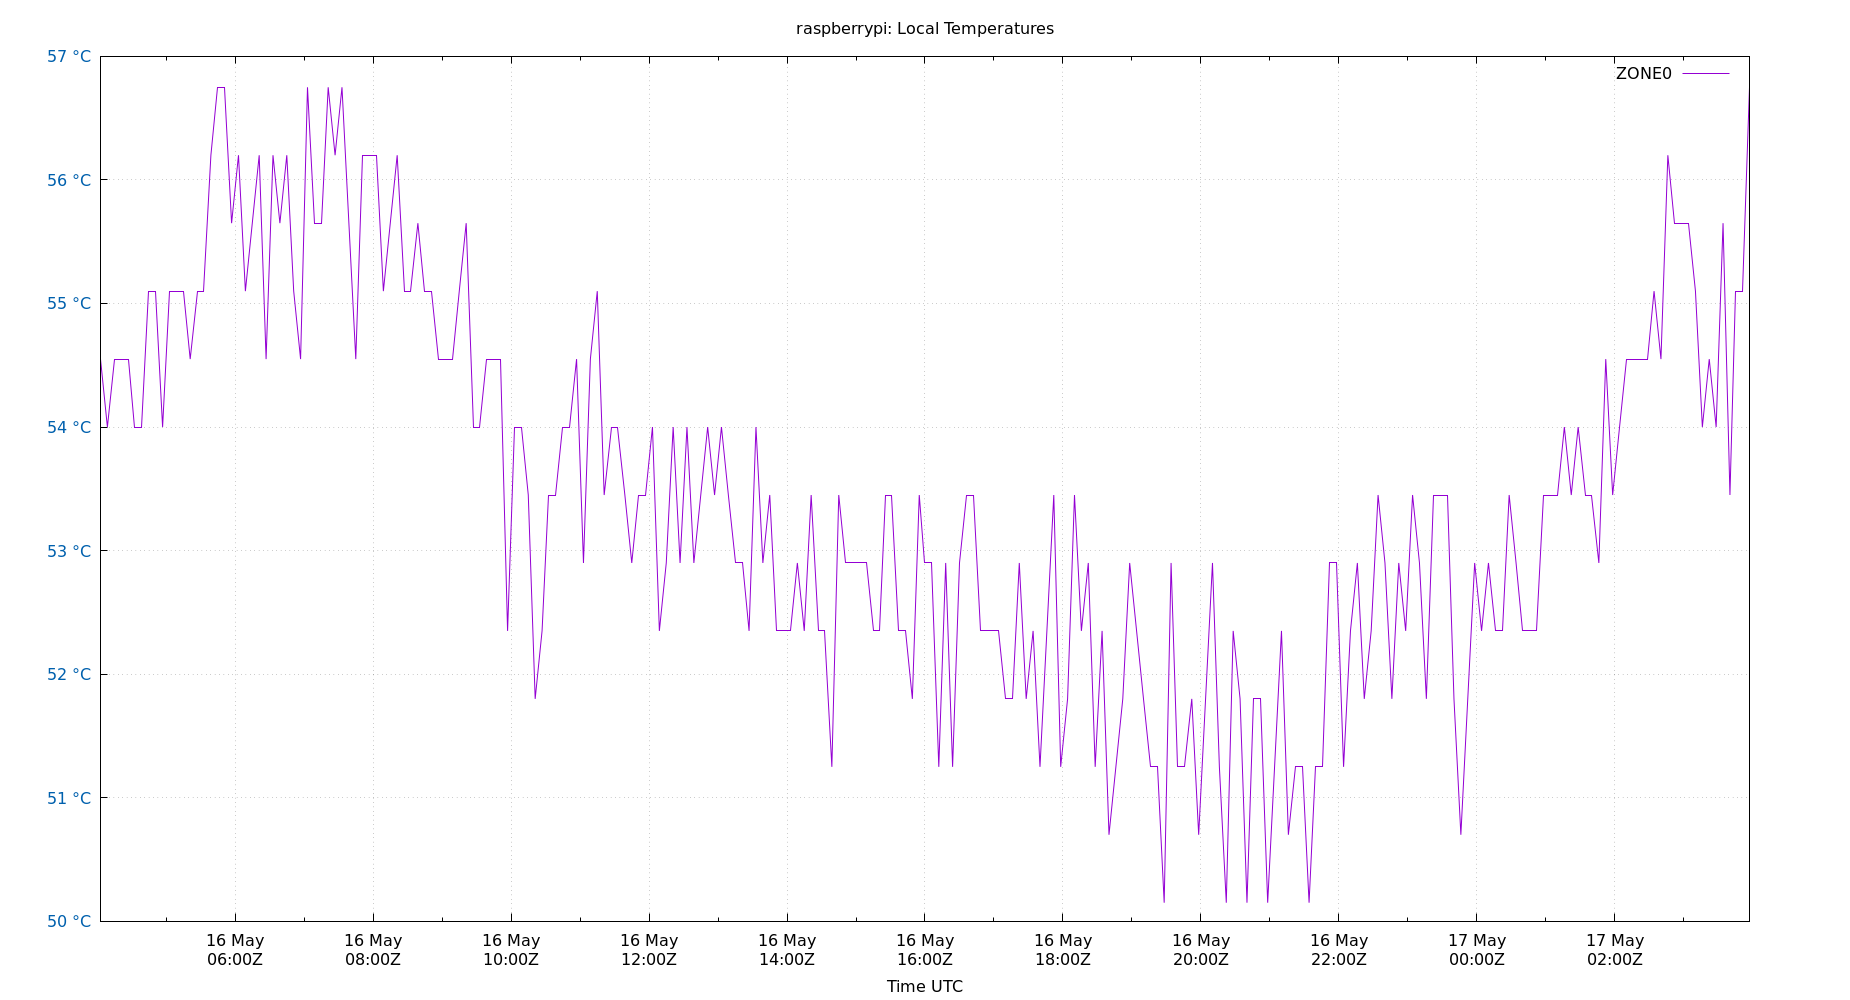 raspberrypi: Local Temperatures
57 °C
ZONE0
56 °C
55 °C
54 °C
53 °C
52 °C
51 °C
50 °C
16 May 16 May 16 May 16 May 16 May 16 May 16 May 16 May 16 May 17 May 17 May
06:00Z 08:00Z 10:00Z 12:00Z 14:00Z 16:00Z 18:00Z 20:00Z 22:00Z 00:00Z 02:00Z
Time UTC